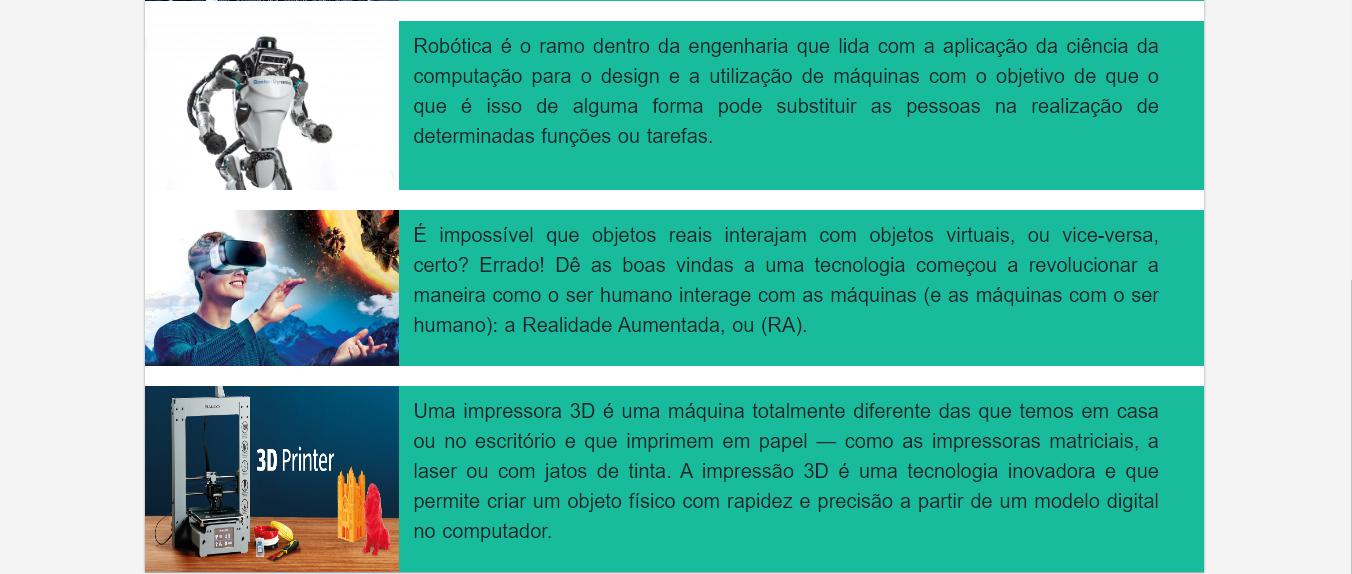 Robótica é o ramo dentro da engenharia que lida com a aplicação da ciência da
computação para o design e a utilização de máquinas com o objetivo de que o
que é isso de alguma forma pode substituir as pessoas na realização de
determinadas funções ou tarefas.
É impossível que objetos reais interajam com objetos virtuais, ou vice-versa,
certo? Errado! Dê as boas vindas a uma tecnologia começou a revolucionar a
maneira como o ser humano interage com as máquinas (e as máquinas com o ser
humano): a Realidade Aumentada, ou (RA).
3D Printer
Uma impressora 3D é uma máquina totalmente diferente das que temos em casa
ou no escritório e que imprimem em papel — como as impressoras matriciais, a
laser ou com jatos de tinta. A impressão 3D é uma tecnologia inovadora e que
permite criar um objeto físico com rapidez e precisão a partir de um modelo digital
no computador.